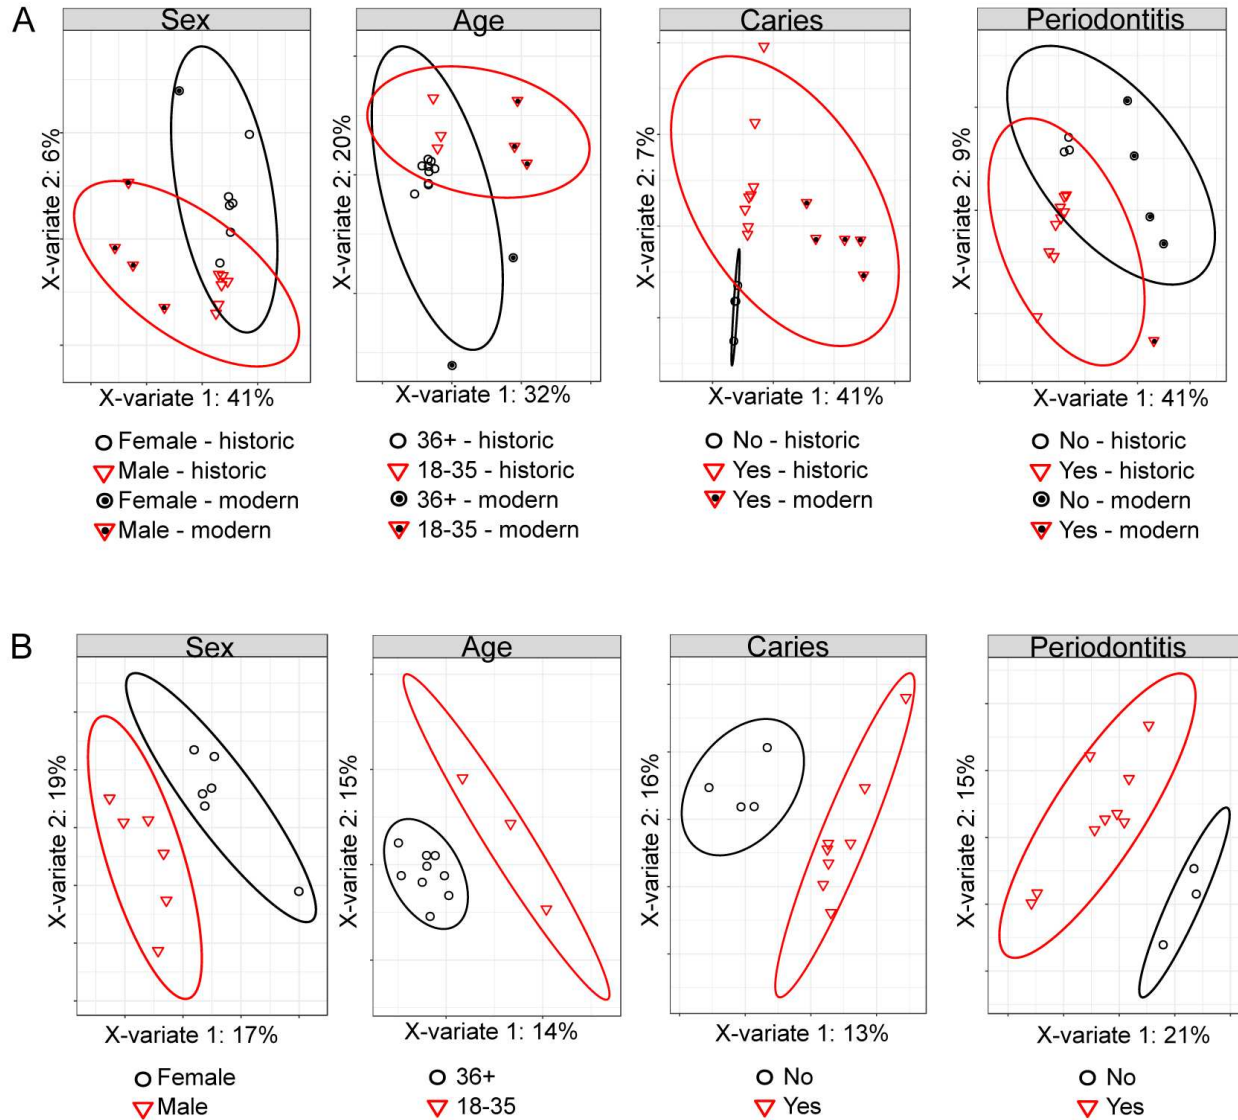 A
Sex
Age
Caries
Periodontitis
X-variate 2: 6%
X-variate 2: 20%
X-variate 2: 7%
X-variate 2: 9%
X-variate 1: 41%
X-variate 1: 32%
X-variate 1: 41%
X-variate 1: 41%
Female - historic
Male - historic
Female - modern
Male - modern
36+ - historic
18-35 - historic
36+ - modern
18-35 - modern
No - historic
Yes - historic
Yes - modern
No - historic
Yes - historic
No - modern
Yes - modern
B
Sex
Age
Caries
Periodontitis
X-variate 2: 19%
X-variate 2: 15%
X-variate 2: 16%
X-variate 2: 15%
X-variate 1: 17%
X-variate 1: 14%
X-variate 1: 13%
X-variate 1: 21%
Female
Male
36+
18-35
No
Yes
No
Yes